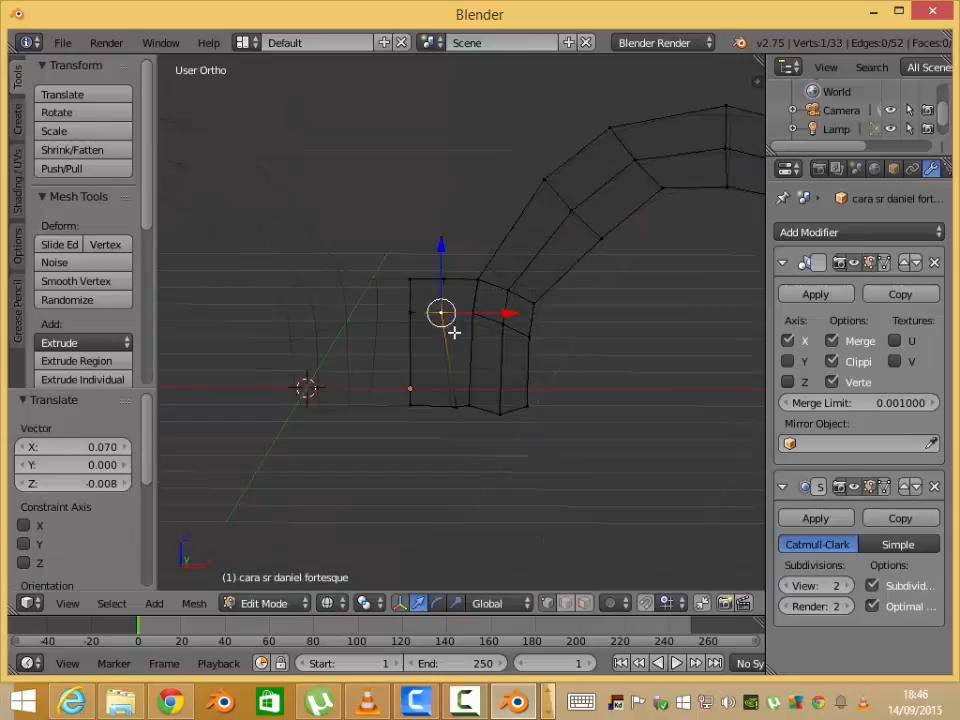 Blender
File Render Window Help Default Scene Blender Render v2.75 | Verts:1/33 | Edges:0/52 | Faces:0/
User Ortho
View Search All Scene
World
Camera
Lamp
Tools
Create
Shading / UVs
Options
Grease Pencil
Transform
Translate
Rotate
Scale
Shrink/Fatten
Push/Pull
Mesh Tools
Deform:
Slide Ed Vertex
Noise
Smooth Vertex
Randomize
Add:
Extrude
Extrude Region
Extrude Individual
Translate
Vector
X: 0.070
Y: 0.000
Z: -0.008
Constraint Axis
X
Y
Z
Orientation
cara sr daniel fort...
Add Modifier
Apply Copy
Axis: Options: Textures:
X Merge U
Y Clippi V
Z Verte
Merge Limit: 0.001000
Mirror Object:
S
Apply Copy
Catmull-Clark Simple
Subdivisions: Options:
View: 2 Subdivid...
Render: 2 Optimal ...
(1) cara sr daniel fortesque
View Select Add Mesh Edit Mode Global
-40 -20 0 20 40 60 80 100 120 140 160 180 200 220 240 260
View Marker Frame Playback Start: 1 End: 250 1 No Sy
18:46
14/09/2015